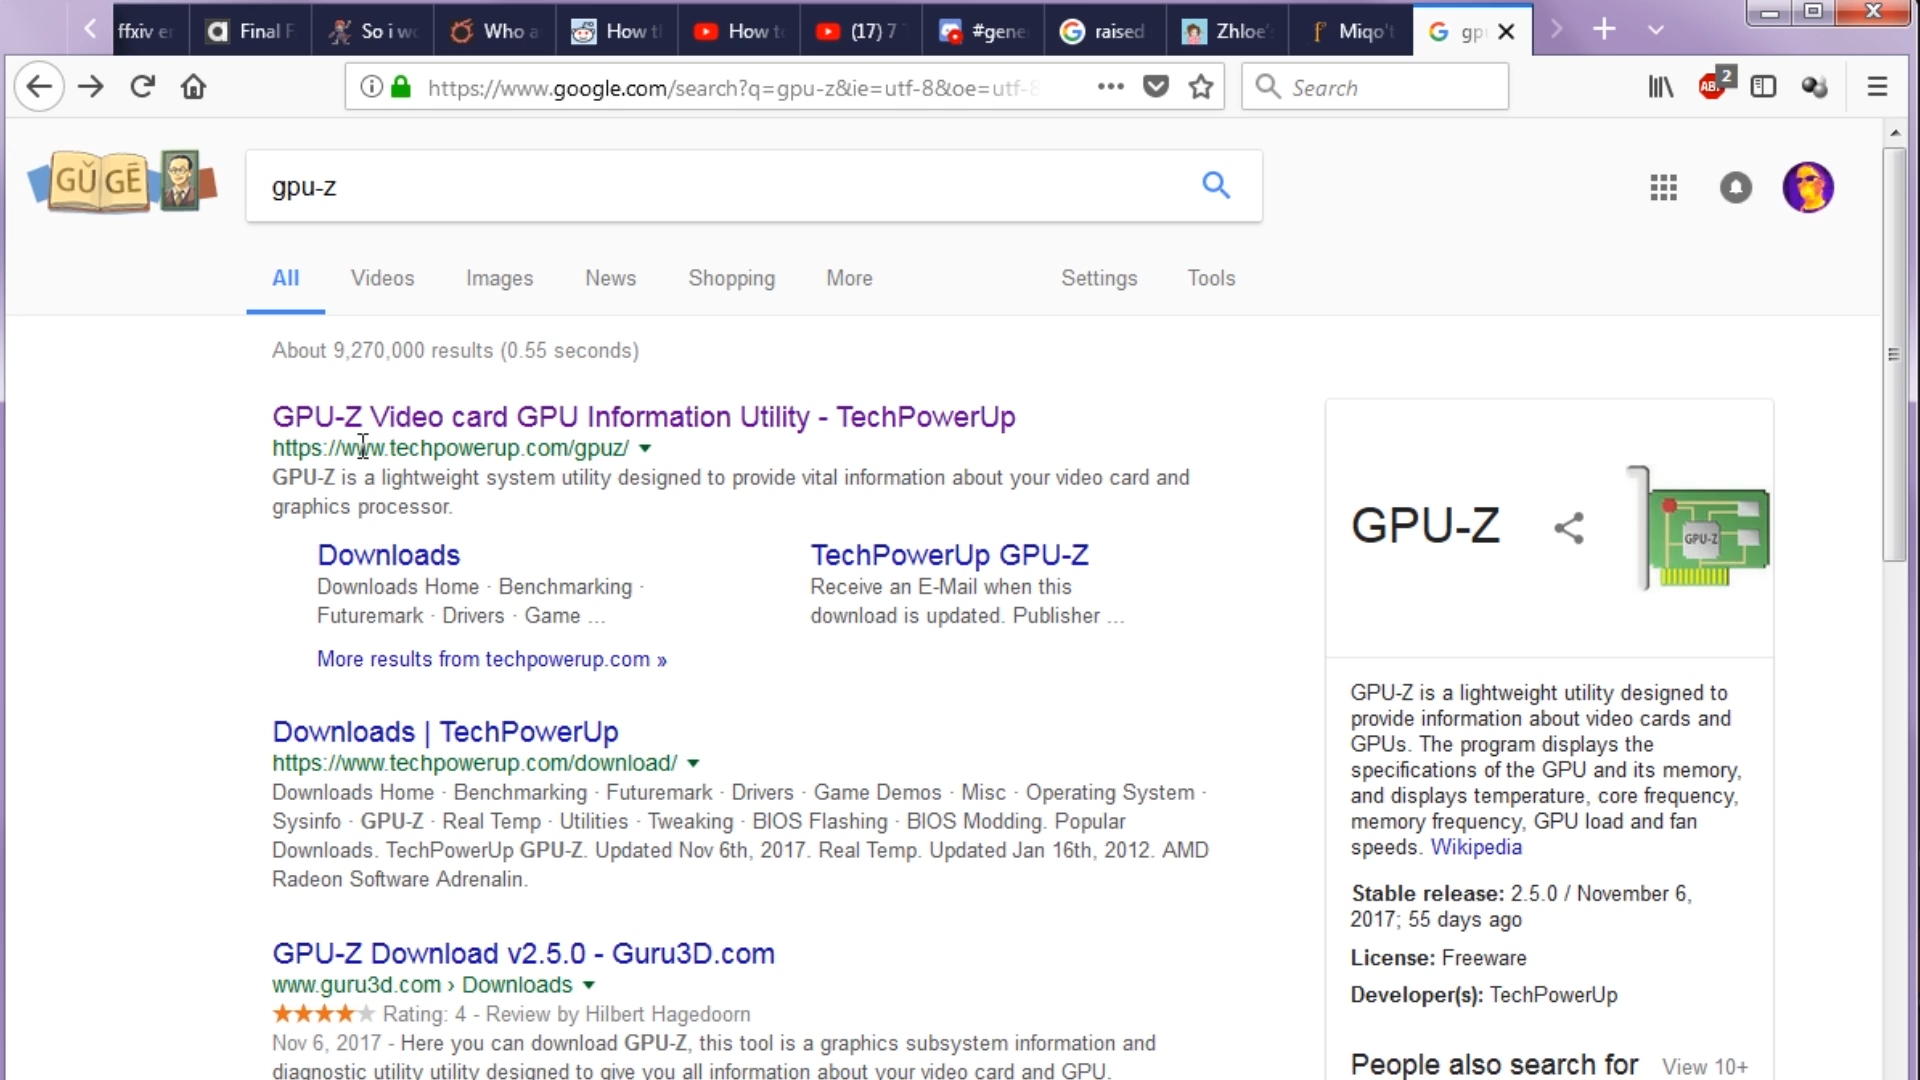 ffxiv er
Final F
So i wo
Who a
How tl
How to
(17) 7
#gene
raised
Zhloe's
Miqo't
gp
https://www.google.com/search?q=gpu-z&ie=utf-8&oe=utf-8
Search
ABP
2
GǓ GĒ
gpu-z
All Videos Images News Shopping More Settings Tools
About 9,270,000 results (0.55 seconds)
GPU-Z Video card GPU Information Utility - TechPowerUp
https://www.techpowerup.com/gpuz/
GPU-Z is a lightweight system utility designed to provide vital information about your video card and
graphics processor.
Downloads
Downloads Home · Benchmarking ·
Futuremark · Drivers · Game ...
TechPowerUp GPU-Z
Receive an E-Mail when this
download is updated. Publisher ...
More results from techpowerup.com »
Downloads | TechPowerUp
https://www.techpowerup.com/download/
Downloads Home · Benchmarking · Futuremark · Drivers · Game Demos · Misc · Operating System ·
Sysinfo · GPU-Z · Real Temp · Utilities · Tweaking · BIOS Flashing · BIOS Modding. Popular
Downloads. TechPowerUp GPU-Z. Updated Nov 6th, 2017. Real Temp. Updated Jan 16th, 2012. AMD
Radeon Software Adrenalin.
GPU-Z Download v2.5.0 - Guru3D.com
www.guru3d.com › Downloads
Rating: 4 - Review by Hilbert Hagedoorn
Nov 6, 2017 - Here you can download GPU-Z, this tool is a graphics subsystem information and
diagnostic utility utility designed to give you all information about your video card and GPU.
GPU-Z
GPU-Z
GPU-Z is a lightweight utility designed to
provide information about video cards and
GPUs. The program displays the
specifications of the GPU and its memory,
and displays temperature, core frequency,
memory frequency, GPU load and fan
speeds. Wikipedia
Stable release: 2.5.0 / November 6,
2017; 55 days ago
License: Freeware
Developer(s): TechPowerUp
People also search for View 10+